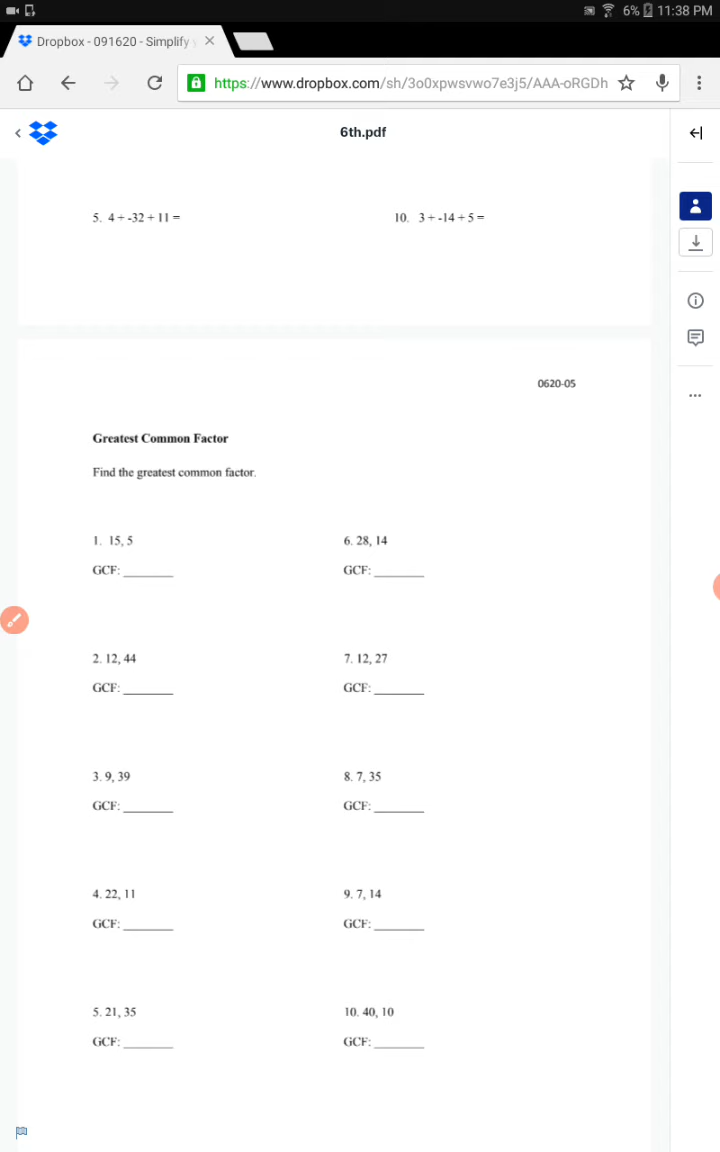 6% 11:38 PM
Dropbox - 091620 - Simplify
https://www.dropbox.com/sh/3o0xpwsvwo7e3j5/AAA-oRGDh
6th.pdf
5. 4 + -32 + 11 =
10. 3 + -14 + 5 =
0620-05
Greatest Common Factor
Find the greatest common factor.
1. 15, 5
6. 28, 14
GCF: ________
GCF: ________
2. 12, 44
7. 12, 27
GCF: ________
GCF: ________
3. 9, 39
8. 7, 35
GCF: ________
GCF: ________
4. 22, 11
9. 7, 14
GCF: ________
GCF: ________
5. 21, 35
10. 40, 10
GCF: ________
GCF: ________